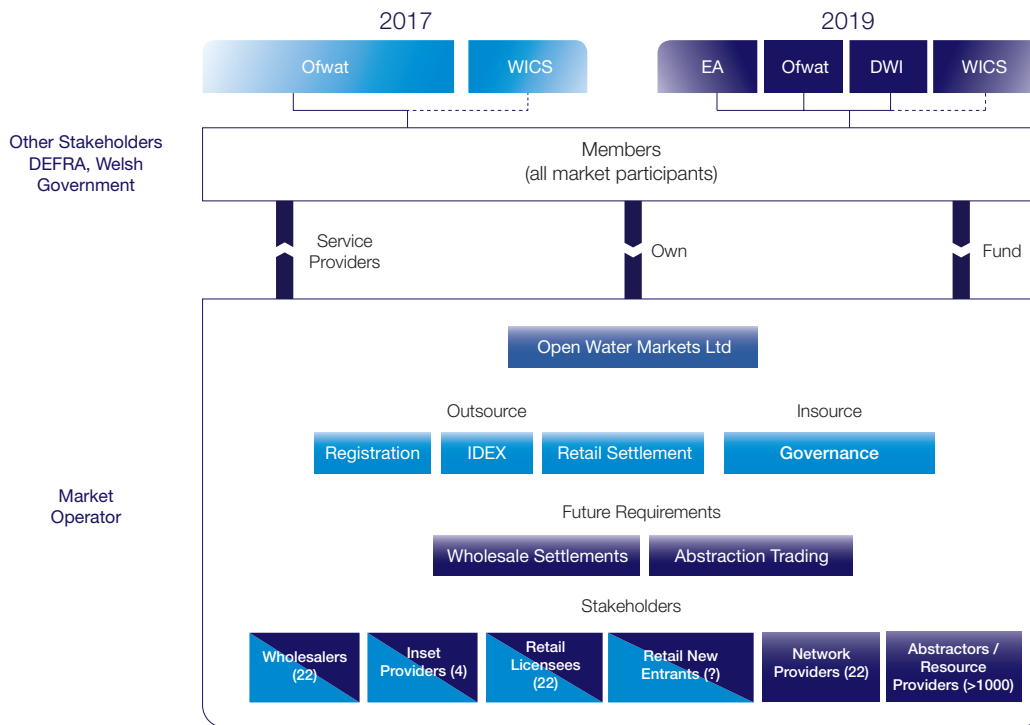 2017
2019
Ofwat
WICS
EA
Ofwat
DWI
WICS
Other Stakeholders
DEFRA, Welsh
Government
Members
(all market participants)
Service
Providers
Own
Fund
Open Water Markets Ltd
Outsource
Insource
Registration
IDEX
Retail Settlement
Governance
Market
Operator
Future Requirements
Wholesale Settlements
Abstraction Trading
Stakeholders
Wholesalers
(22)
Inset
Providers (4)
Retail
Licensees
(22)
Retail New
Entrants (?)
Network
Providers (22)
Abstractors /
Resource
Providers (>1000)